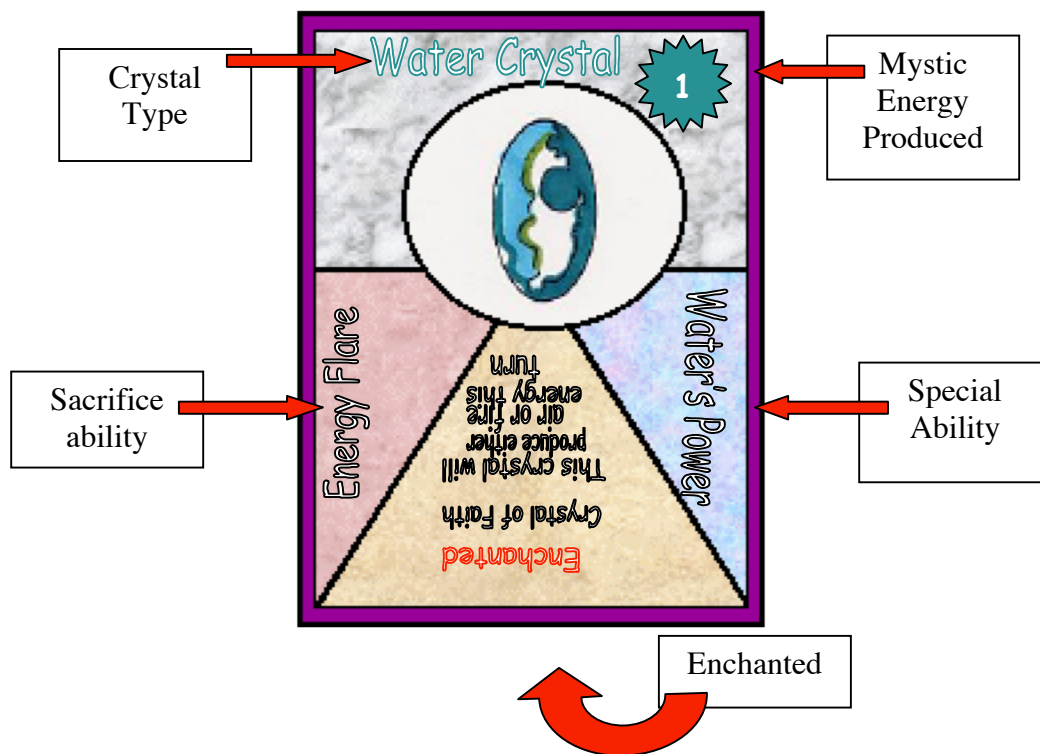 Water Crystal
1
Crystal
Type
Mystic
Energy
Produced
Energy Flare
Water's Power
Sacrifice
ability
Special
Ability
Enchanted
Crystal of Faith
This crystal will
produce either
air or fire
energy this
turn
Enchanted